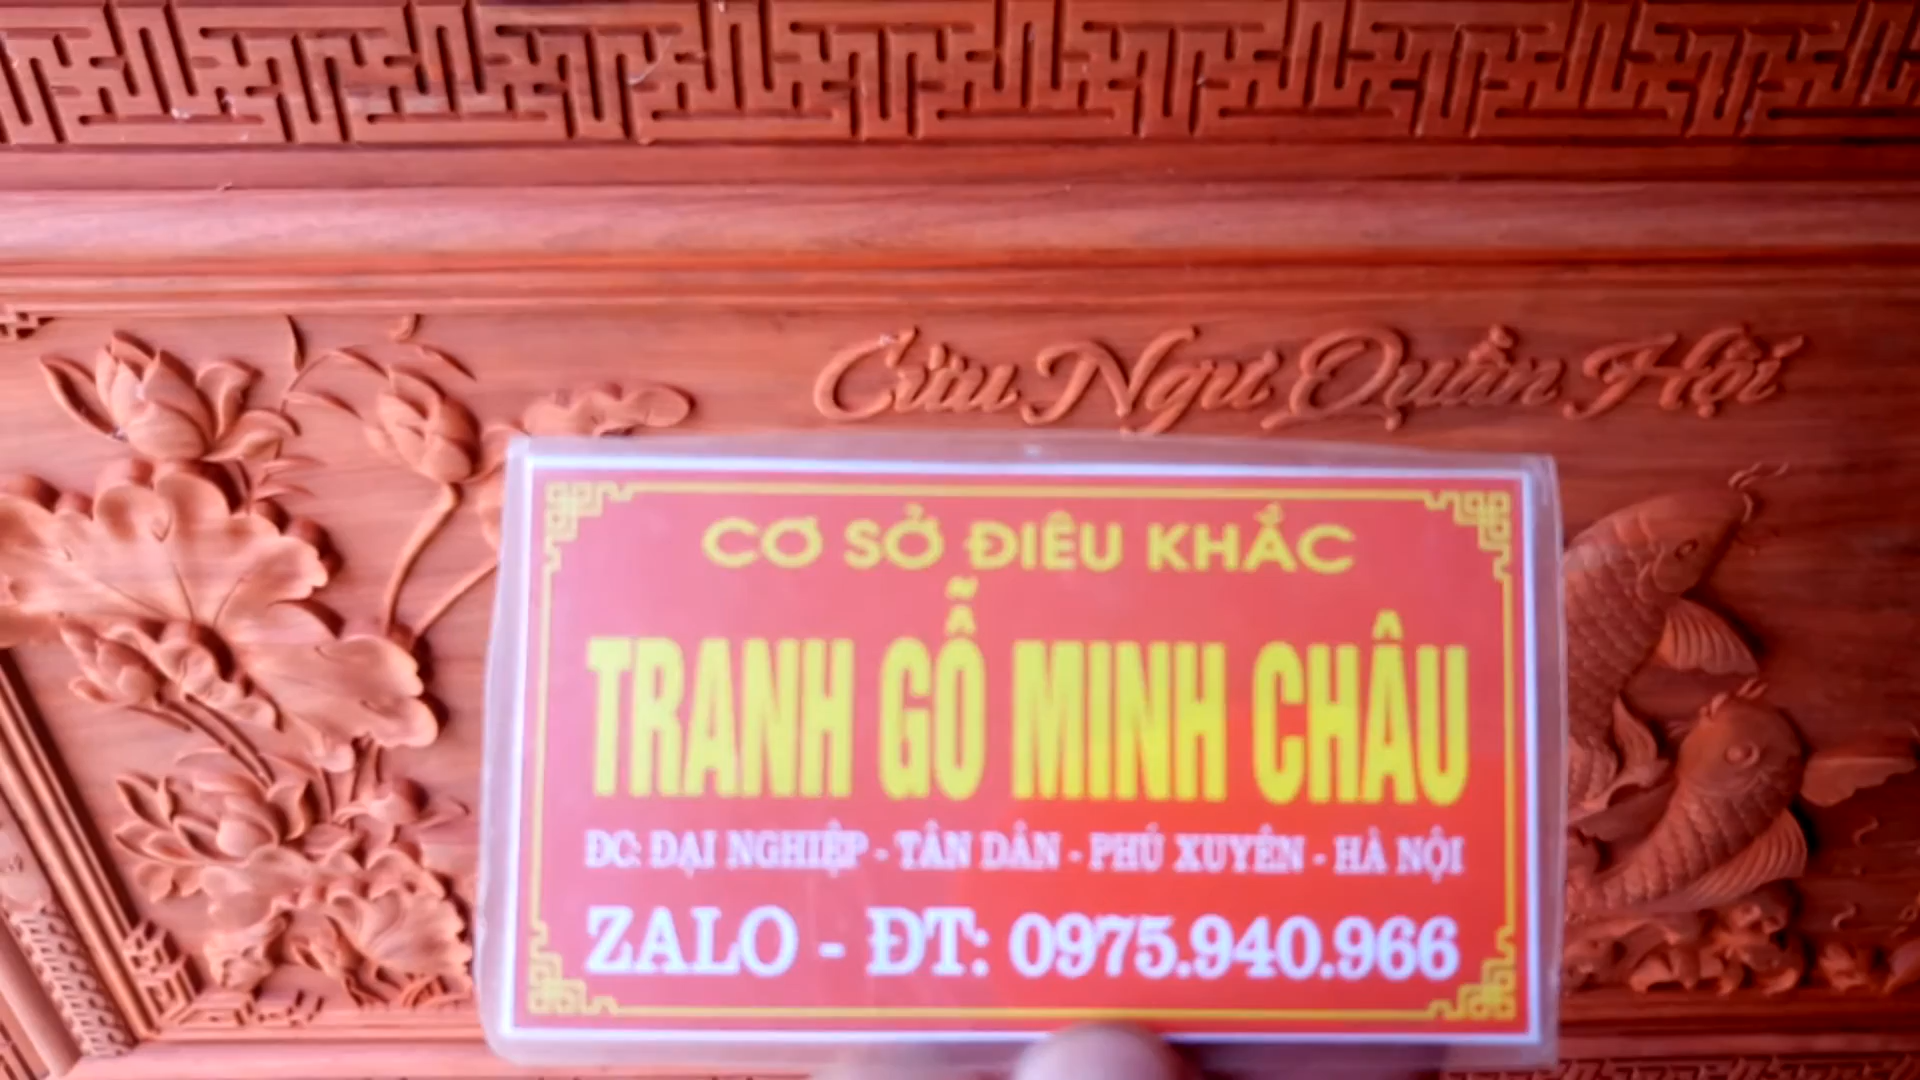 Cửu Ngư Quần Hội
CƠ SỞ ĐIÊU KHẮC
TRANH GỖ MINH CHÂU
ĐC: ĐẠI NGHIỆP - TÂN DÂN - PHÚ XUYÊN - HÀ NỘI
ZALO - ĐT: 0975.940.966